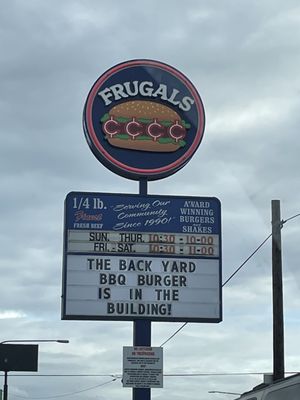 FRUGALS
CCCC
1/4 lb.
FRESH BEEF
"Serving Our
Community
Since 1990!"
AWARD
WINNING
BURGERS
&
SHAKES
SUN. THUR. 10:30 - 10:00
FRI.-SAT. 10:30 - 11:00
THE BACK YARD
BBQ BURGER
IS IN THE
BUILDING!